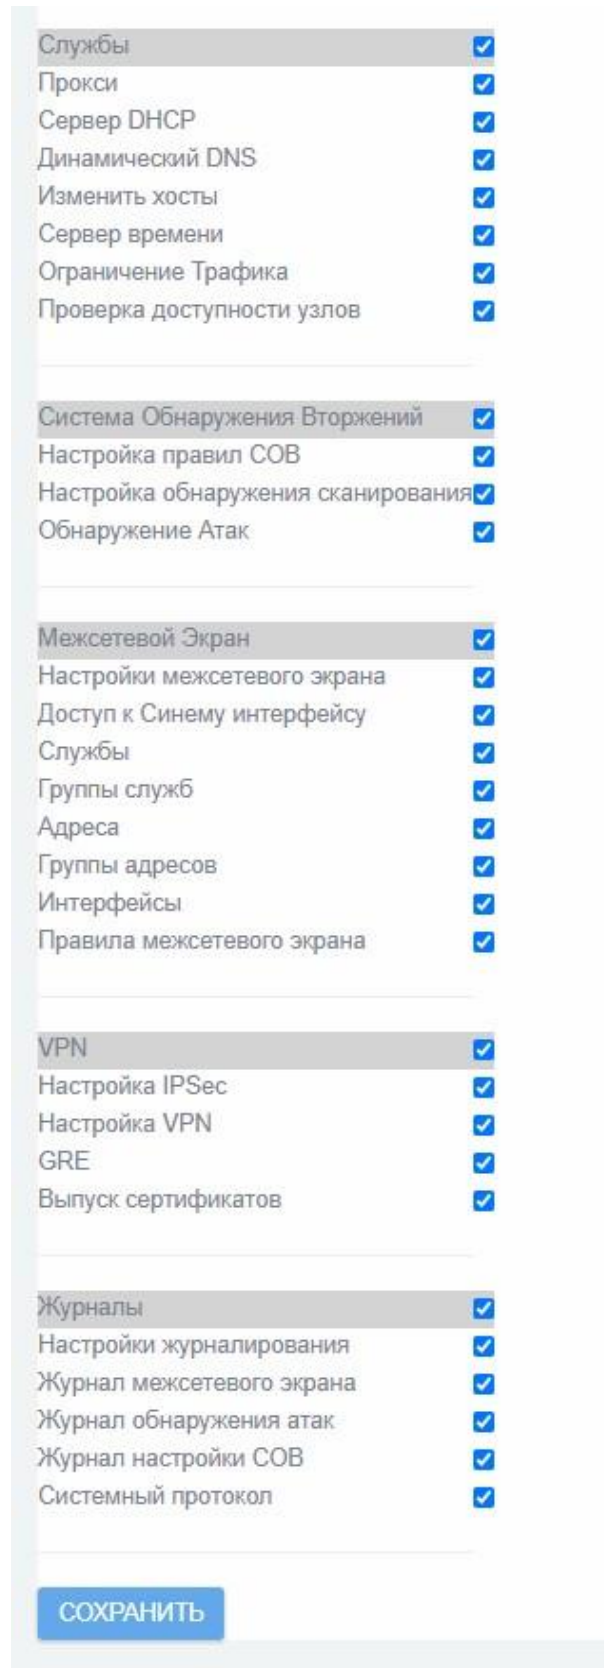 Службы
Прокси
Сервер DHCP
Динамический DNS
Изменить хосты
Сервер времени
Ограничение Трафика
Проверка доступности узлов
Система Обнаружения Вторжений
Настройка правил СОВ
Настройка обнаружения сканирования
Обнаружение Атак
Межсетевой Экран
Настройки межсетевого экрана
Доступ к Синему интерфейсу
Службы
Группы служб
Адреса
Группы адресов
Интерфейсы
Правила межсетевого экрана
VPN
Настройка IPSec
Настройка VPN
GRE
Выпуск сертификатов
Журналы
Настройки журналирования
Журнал межсетевого экрана
Журнал обнаружения атак
Журнал настройки СОВ
Системный протокол
СОХРАНИТЬ